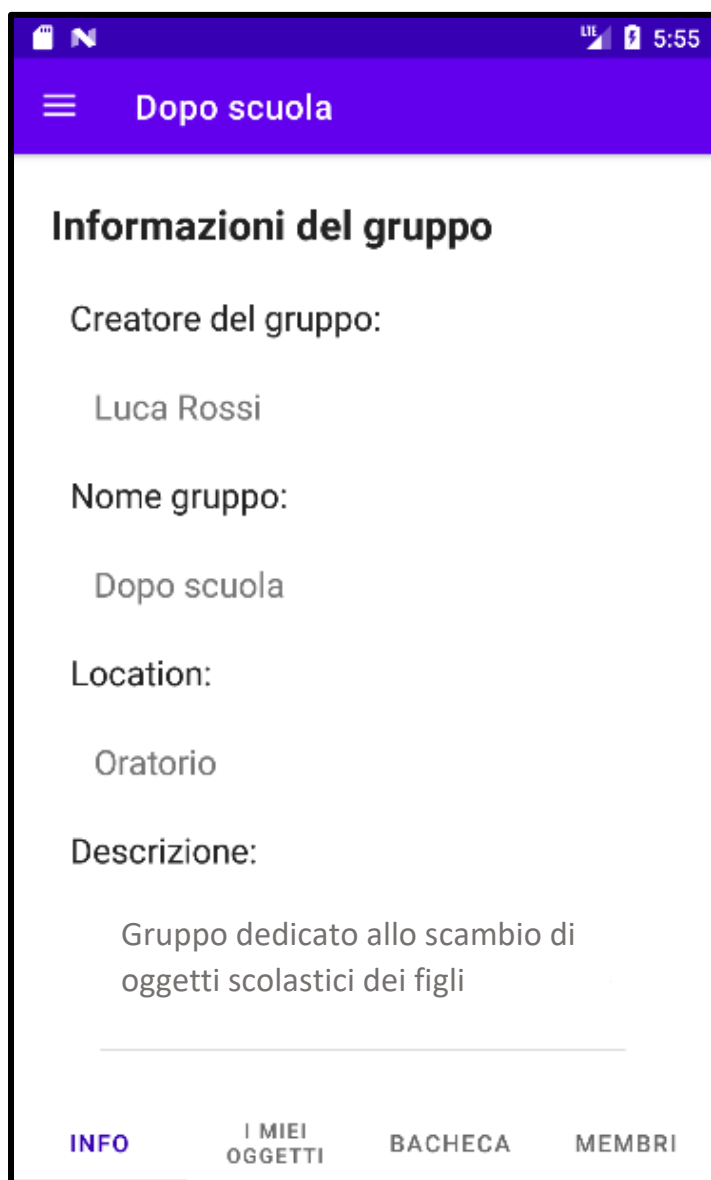 LTE 5:55
Dopo scuola
Informazioni del gruppo
Creatore del gruppo:
Luca Rossi
Nome gruppo:
Dopo scuola
Location:
Oratorio
Descrizione:
Gruppo dedicato allo scambio di
oggetti scolastici dei figli
INFO
I MIEI
OGGETTI
BACHECA
MEMBRI